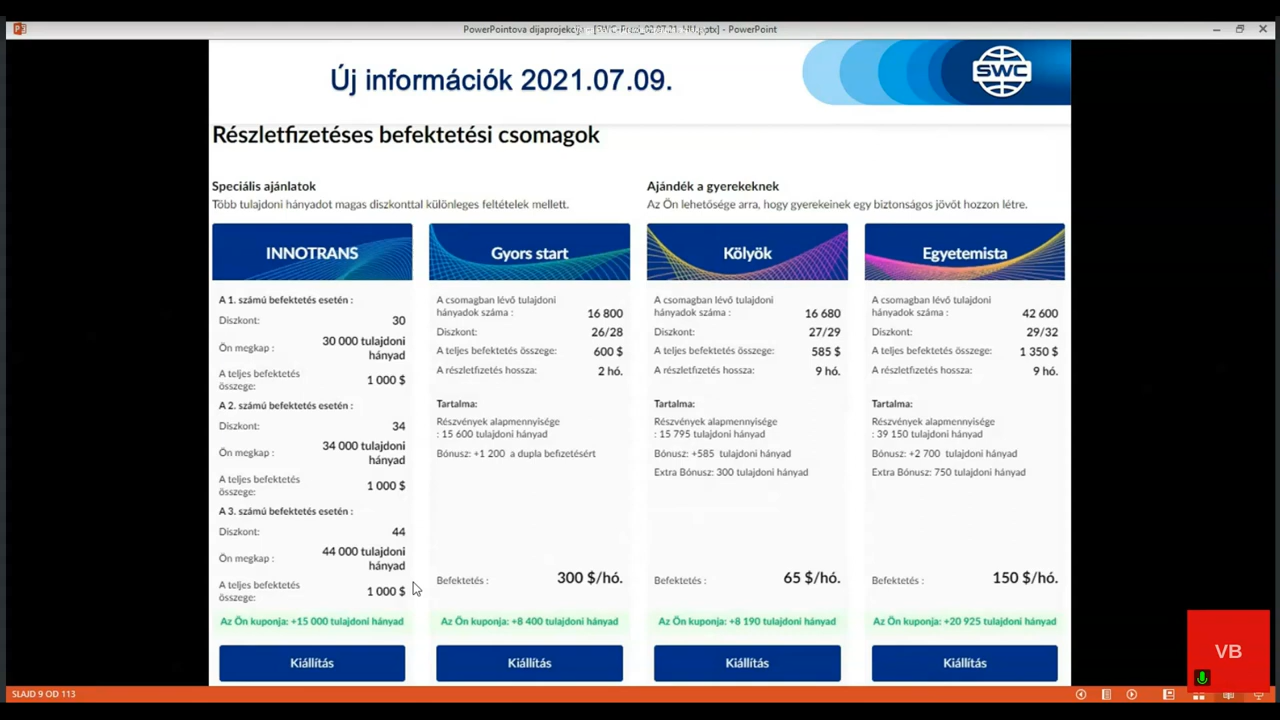 PowerPointova dijaprojekcija - [SWC-Prezi_02.07.21. HU.pptx] - PowerPoint
Új információk 2021.07.09.
SWC
Részletfizetéses befektetési csomagok
Speciális ajánlatok
Több tulajdoni hányadot magas diszkonttal különleges feltételek mellett.
Ajándék a gyerekeknek
Az Ön lehetősége arra, hogy gyerekeinek egy biztonságos jövőt hozzon létre.
INNOTRANS
A 1. számú befektetés esetén :
Diszkont: 30
Ön megkap : 30 000 tulajdoni
hányad
A teljes befektetés
összege: 1 000 $
A 2. számú befektetés esetén :
Diszkont: 34
Ön megkap : 34 000 tulajdoni
hányad
A teljes befektetés
összege: 1 000 $
A 3. számú befektetés esetén :
Diszkont: 44
Ön megkap : 44 000 tulajdoni
hányad
A teljes befektetés
összege: 1 000 $
Az Ön kuponja: +15 000 tulajdoni hányad
Kiállítás
Gyors start
A csomagban lévő tulajdoni
hányadok száma : 16 800
Diszkont: 26/28
A teljes befektetés összege: 600 $
A részletfizetés hossza: 2 hó.
Tartalma:
Részvények alapmennyisége
: 15 600 tulajdoni hányad
Bónusz: +1 200 a dupla befizetésért
Befektetés : 300 $/hó.
Az Ön kuponja: +8 400 tulajdoni hányad
Kiállítás
Kölyök
A csomagban lévő tulajdoni
hányadok száma : 16 680
Diszkont: 27/29
A teljes befektetés összege: 585 $
A részletfizetés hossza: 9 hó.
Tartalma:
Részvények alapmennyisége
: 15 795 tulajdoni hányad
Bónusz: +585 tulajdoni hányad
Extra Bónusz: 300 tulajdoni hányad
Befektetés : 65 $/hó.
Az Ön kuponja: +8 190 tulajdoni hányad
Kiállítás
Egyetemista
A csomagban lévő tulajdoni
hányadok száma : 42 600
Diszkont: 29/32
A teljes befektetés összege: 1 350 $
A részletfizetés hossza: 9 hó.
Tartalma:
Részvények alapmennyisége
: 39 150 tulajdoni hányad
Bónusz: +2 700 tulajdoni hányad
Extra Bónusz: 750 tulajdoni hányad
Befektetés : 150 $/hó.
Az Ön kuponja: +20 925 tulajdoni hányad
Kiállítás
VB
SLAJD 9 OD 113